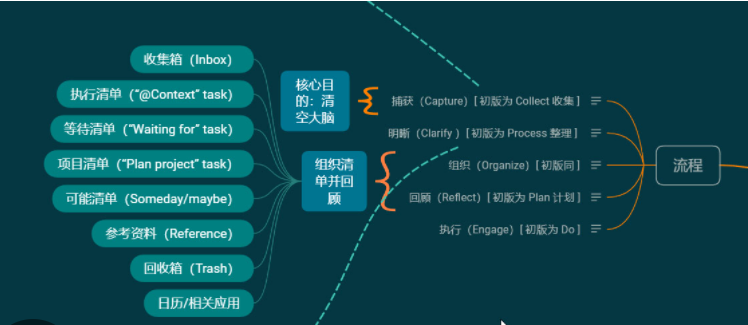 收集箱（Inbox）
执行清单（“@Context” task）
等待清单（“Waiting for” task）
项目清单（“Plan project” task）
可能清单（Someday/maybe）
参考资料（Reference）
回收箱（Trash）
日历/相关应用
核心目
的：清
空大脑
组织清
单并回
顾
捕获（Capture）[ 初版为 Collect 收集 ]
明晰（Clarify ）[ 初版为 Process 整理 ]
组织（Organize）[ 初版同 ]
回顾（Reflect）[ 初版为 Plan 计划 ]
执行（Engage）[ 初版为 Do ]
流程